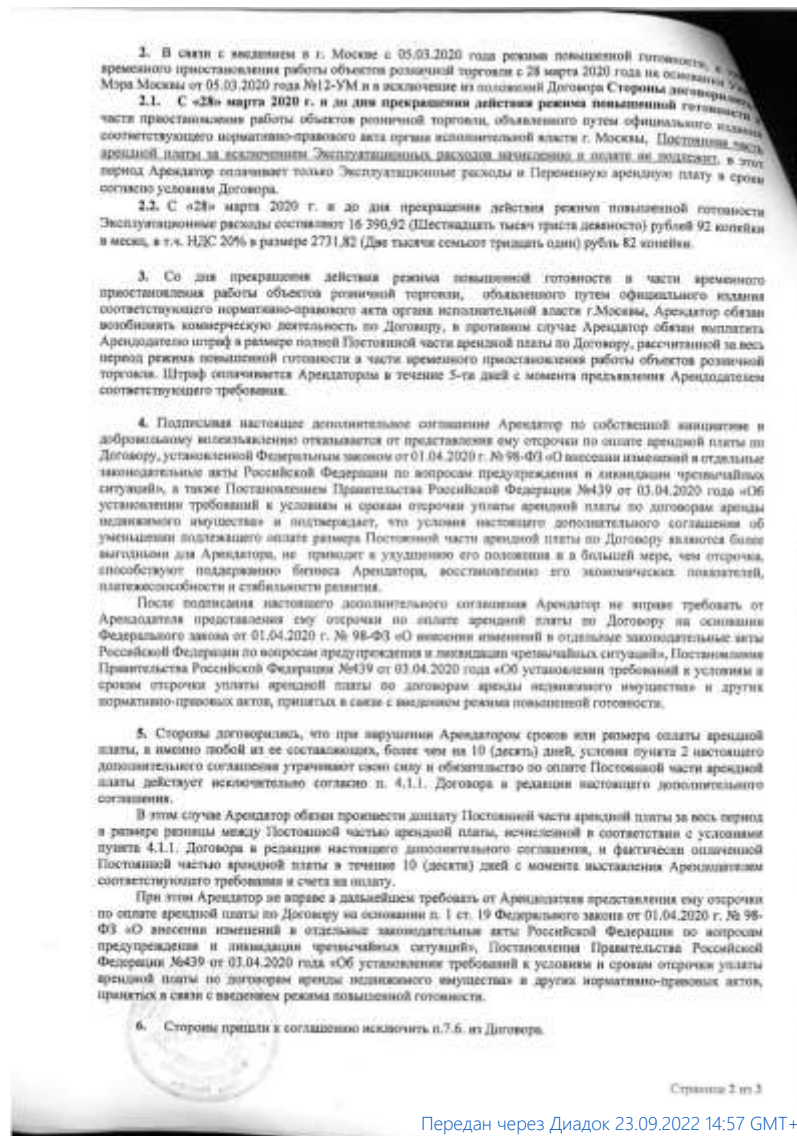 2. В связи с введением в г. Москве с 05.03.2020 года режима повышенной готовности, а
временного приостановления работы объектов розничной торговли с 28 марта 2020 года на основании
Мэра Москвы от 05.03.2020 года №12-УМ и в исключение из положений Договора Стороны договорились
2.1. С «28» марта 2020 г. и до дня прекращения действия режима повышенной готовности в
части приостановления работы объектов розничной торговли, объявленного путем официального издания
соответствующего нормативно-правового акта органа исполнительной власти г. Москвы, Постоянная часть
арендной платы за исключением Эксплуатационных расходов начислению и оплате не подлежит, в этот
период Арендатор оплачивает только Эксплуатационные расходы и Переменную арендную плату в сроки
согласно условиям Договора.
2.2. С «28» марта 2020 г. и до дня прекращения действия режима повышенной готовности
Эксплуатационные расходы составляют 16 390,92 (Шестнадцать тысяч триста девяносто) рублей 92 копейки
в месяц, в т.ч. НДС 20% в размере 2731,82 (Две тысячи семьсот тридцать один) рубль 82 копейки.
3. Со дня прекращения действия режима повышенной готовности в части временного
приостановления работы объектов розничной торговли, объявленного путем официального издания
соответствующего нормативно-правового акта органа исполнительной власти г.Москвы, Арендатор обязан
возобновить коммерческую деятельность по Договору, в противном случае Арендатор обязан выплатить
Арендодателю штраф в размере полной Постоянной части арендной платы по Договору, рассчитанной за весь
период режима повышенной готовности в части временного приостановления работы объектов розничной
торговли. Штраф оплачивается Арендатором в течение 5-ти дней с момента предъявления Арендодателем
соответствующего требования.
4. Подписывая настоящее дополнительное соглашение Арендатор по собственной инициативе и
добровольному волеизъявлению отказывается от представления ему отсрочки по оплате арендной платы по
Договору, установленной Федеральным законом от 01.04.2020 г. № 98-ФЗ «О внесении изменений в отдельные
законодательные акты Российской Федерации по вопросам предупреждения и ликвидации чрезвычайных
ситуаций», а также Постановлением Правительства Российской Федерации №439 от 03.04.2020 года «Об
установлении требований к условиям и срокам отсрочки уплаты арендной платы по договорам аренды
недвижимого имущества» и подтверждает, что условия настоящего дополнительного соглашения об
уменьшении подлежащего оплате размера Постоянной части арендной платы по Договору являются более
выгодными для Арендатора, не приводят к ухудшению его положения и в большей мере, чем отсрочка,
способствуют поддержанию бизнеса Арендатора, восстановлению его экономических показателей,
платежеспособности и стабильности развития.
После подписания настоящего дополнительного соглашения Арендатор не вправе требовать от
Арендодателя представления ему отсрочки по оплате арендной платы по Договору на основании
Федерального закона от 01.04.2020 г. № 98-ФЗ «О внесении изменений в отдельные законодательные акты
Российской Федерации по вопросам предупреждения и ликвидации чрезвычайных ситуаций», Постановления
Правительства Российской Федерации №439 от 03.04.2020 года «Об установлении требований к условиям и
срокам отсрочки уплаты арендной платы по договорам аренды недвижимого имущества» и других
нормативно-правовых актов, принятых в связи с введением режима повышенной готовности.
5. Стороны договорились, что при нарушении Арендатором сроков или размера оплаты арендной
платы, а именно любой из ее составляющих, более чем на 10 (десять) дней, условия пункта 2 настоящего
дополнительного соглашения утрачивают свою силу и обязательство по оплате Постоянной части арендной
платы действует исключительно согласно п. 4.1.1. Договора в редакции настоящего дополнительного
соглашения.
В этом случае Арендатор обязан произвести доплату Постоянной части арендной платы за весь период
в размере разницы между Постоянной частью арендной платы, исчисленной в соответствии с условиями
пункта 4.1.1. Договора в редакции настоящего дополнительного соглашения, и фактически оплаченной
Постоянной частью арендной платы в течение 10 (десяти) дней с момента выставления Арендодателем
соответствующего требования и счета на оплату.
При этом Арендатор не вправе в дальнейшем требовать от Арендодателя представления ему отсрочки
по оплате арендной платы по Договору на основании п. 1 ст. 19 Федерального закона от 01.04.2020 г. № 98-
ФЗ «О внесении изменений в отдельные законодательные акты Российской Федерации по вопросам
предупреждения и ликвидации чрезвычайных ситуаций», Постановления Правительства Российской
Федерации №439 от 03.04.2020 года «Об установлении требований к условиям и срокам отсрочки уплаты
арендной платы по договорам аренды недвижимого имущества» и других нормативно-правовых актов,
принятых в связи с введением режима повышенной готовности.
6. Стороны пришли к соглашению исключить п.7.6. из Договора.
Страница 2 из 3
Передан через Диадок 23.09.2022 14:57 GMT+